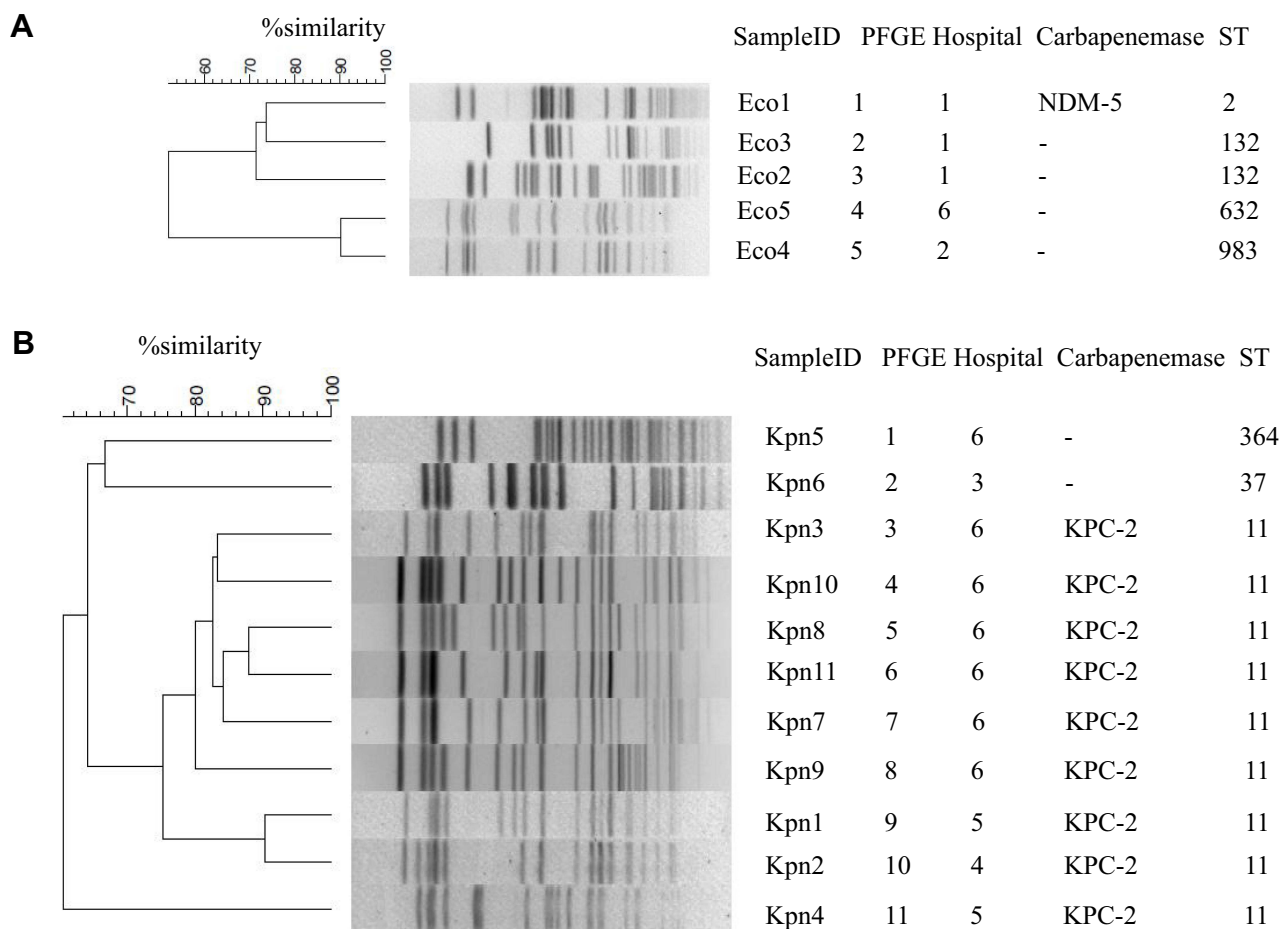 A
%similarity
60 70 80 90 100
SampleID PFGE Hospital Carbapenemase ST
Eco1 1 1 NDM-5 2
Eco3 2 1 - 132
Eco2 3 1 - 132
Eco5 4 6 - 632
Eco4 5 2 - 983
B
%similarity
70 80 90 100
SampleID PFGE Hospital Carbapenemase ST
Kpn5 1 6 - 364
Kpn6 2 3 - 37
Kpn3 3 6 KPC-2 11
Kpn10 4 6 KPC-2 11
Kpn8 5 6 KPC-2 11
Kpn11 6 6 KPC-2 11
Kpn7 7 6 KPC-2 11
Kpn9 8 6 KPC-2 11
Kpn1 9 5 KPC-2 11
Kpn2 10 4 KPC-2 11
Kpn4 11 5 KPC-2 11